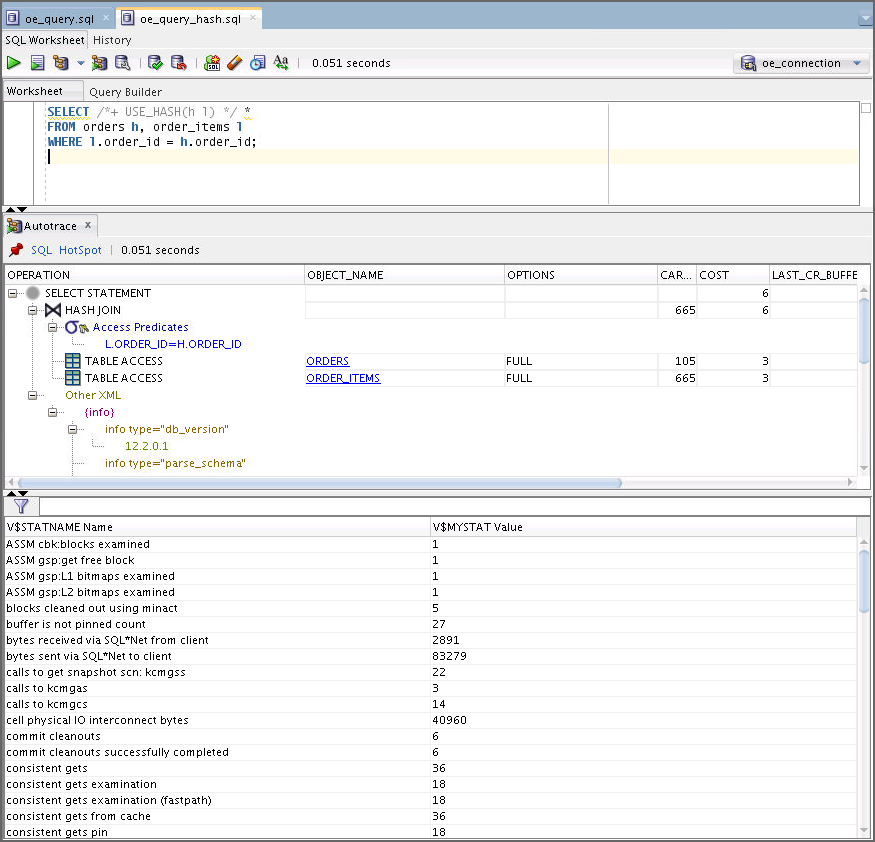 oe_query.sql × oe_query_hash.sql ×
SQL Worksheet History
0.051 seconds oe_connection
Worksheet Query Builder
SELECT /*+ USE_HASH(h l) */ *
FROM orders h, order_items l
WHERE l.order_id = h.order_id;
Autotrace x
SQL HotSpot | 0.051 seconds
OPERATION OBJECT_NAME OPTIONS CAR... COST LAST_CR_BUFFE
SELECT STATEMENT 6
HASH JOIN 665 6
Access Predicates
L.ORDER_ID=H.ORDER_ID
TABLE ACCESS ORDERS FULL 105 3
TABLE ACCESS ORDER_ITEMS FULL 665 3
Other XML
{info}
info type="db_version"
12.2.0.1
info type="parse_schema"
V$STATNAME Name V$MYSTAT Value
ASSM cbk:blocks examined 1
ASSM gsp:get free block 1
ASSM gsp:L1 bitmaps examined 1
ASSM gsp:L2 bitmaps examined 1
blocks cleaned out using minact 5
buffer is not pinned count 27
bytes received via SQL*Net from client 2891
bytes sent via SQL*Net to client 83279
calls to get snapshot scn: kcmgss 22
calls to kcmgas 3
calls to kcmgcs 14
cell physical IO interconnect bytes 40960
commit cleanouts 6
commit cleanouts successfully completed 6
consistent gets 36
consistent gets examination 18
consistent gets examination (fastpath) 18
consistent gets from cache 36
consistent gets pin 18